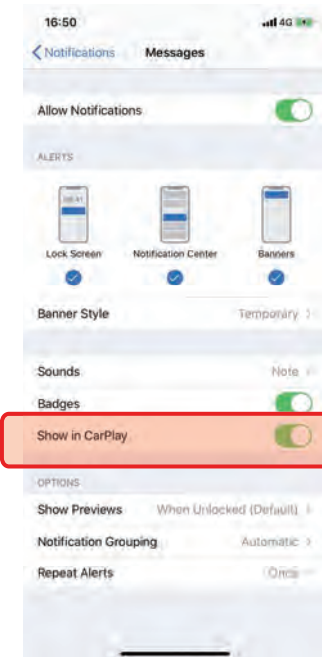 16:50 4G
Notifications Messages
Allow Notifications
ALERTS
Lock Screen Notification Center Banners
Banner Style Temporary
Sounds Note
Badges
Show in CarPlay
OPTIONS
Show Previews When Unlocked (Default)
Notification Grouping Automatic
Repeat Alerts Once